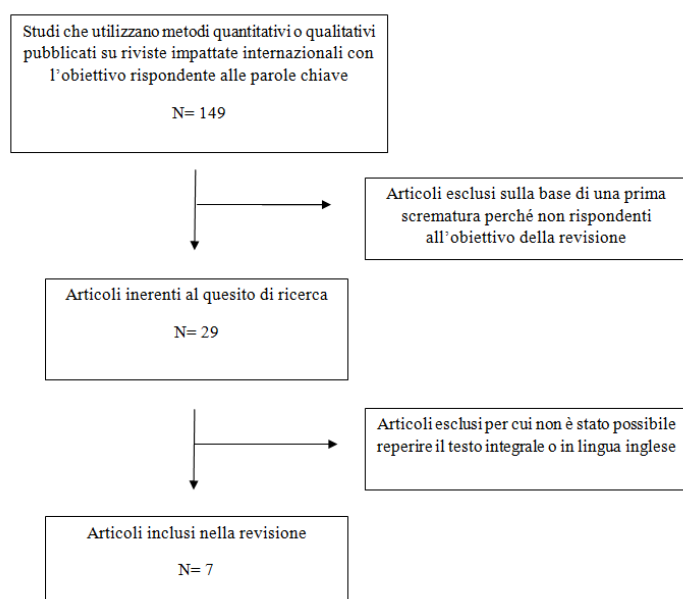 Studi che utilizzano metodi quantitativi o qualitativi
pubblicati su riviste impattate internazionali con
l’obiettivo rispondente alle parole chiave
N= 149
Articoli esclusi sulla base di una prima
scrematura perché non rispondenti
all’obiettivo della revisione
Articoli inerenti al quesito di ricerca
N= 29
Articoli esclusi per cui non è stato possibile
reperire il testo integrale o in lingua inglese
Articoli inclusi nella revisione
N= 7